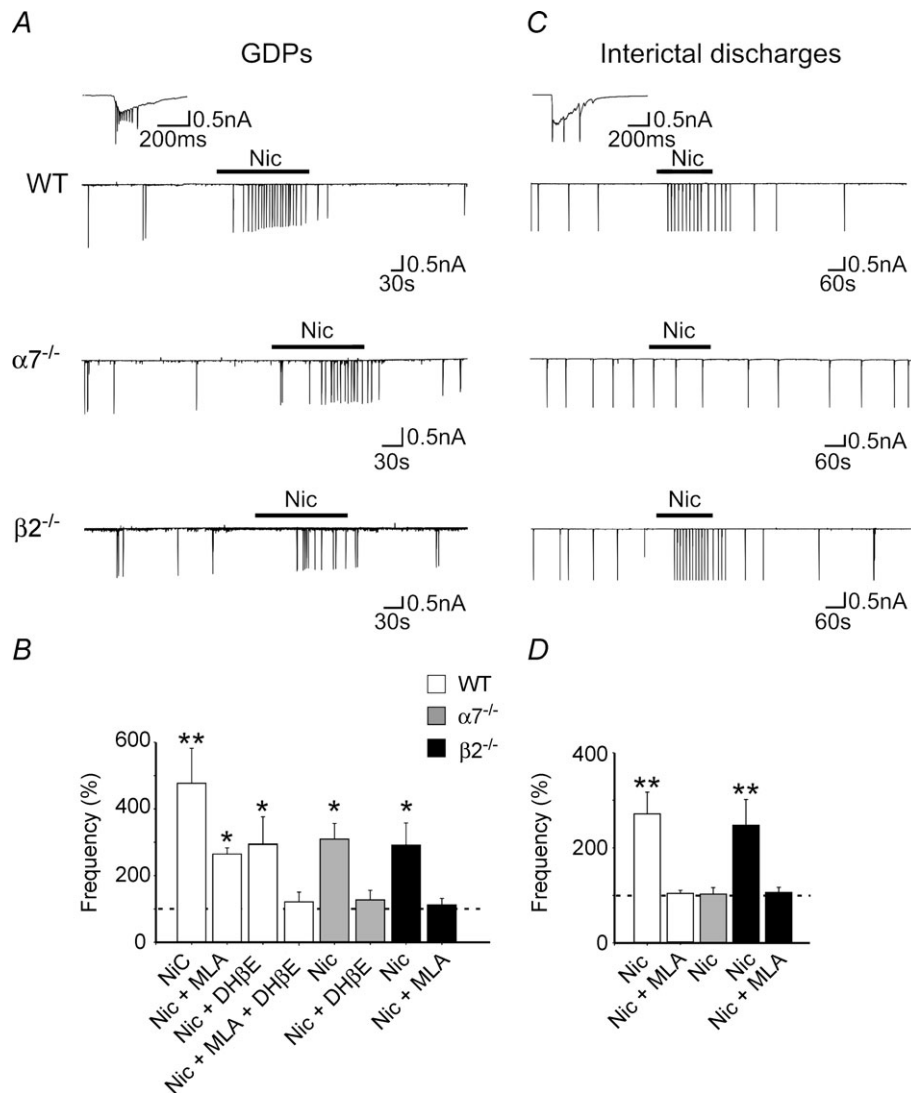 A
GDPs
0.5nA
200ms
Nic
WT
0.5nA
30s
Nic
α7-/-
0.5nA
30s
Nic
β2-/-
0.5nA
30s
C
Interictal discharges
0.5nA
200ms
Nic
0.5nA
60s
Nic
0.5nA
60s
Nic
0.5nA
60s
B
WT
α7-/-
β2-/-
Frequency (%)
600
400
200
0
**
*
*
*
*
NiC
Nic + MLA
Nic + DHβE
Nic + MLA + DHβE
Nic
Nic + DHβE
Nic
Nic + MLA
D
Frequency (%)
400
200
0
**
**
Nic
Nic + MLA
Nic
Nic
Nic + MLA